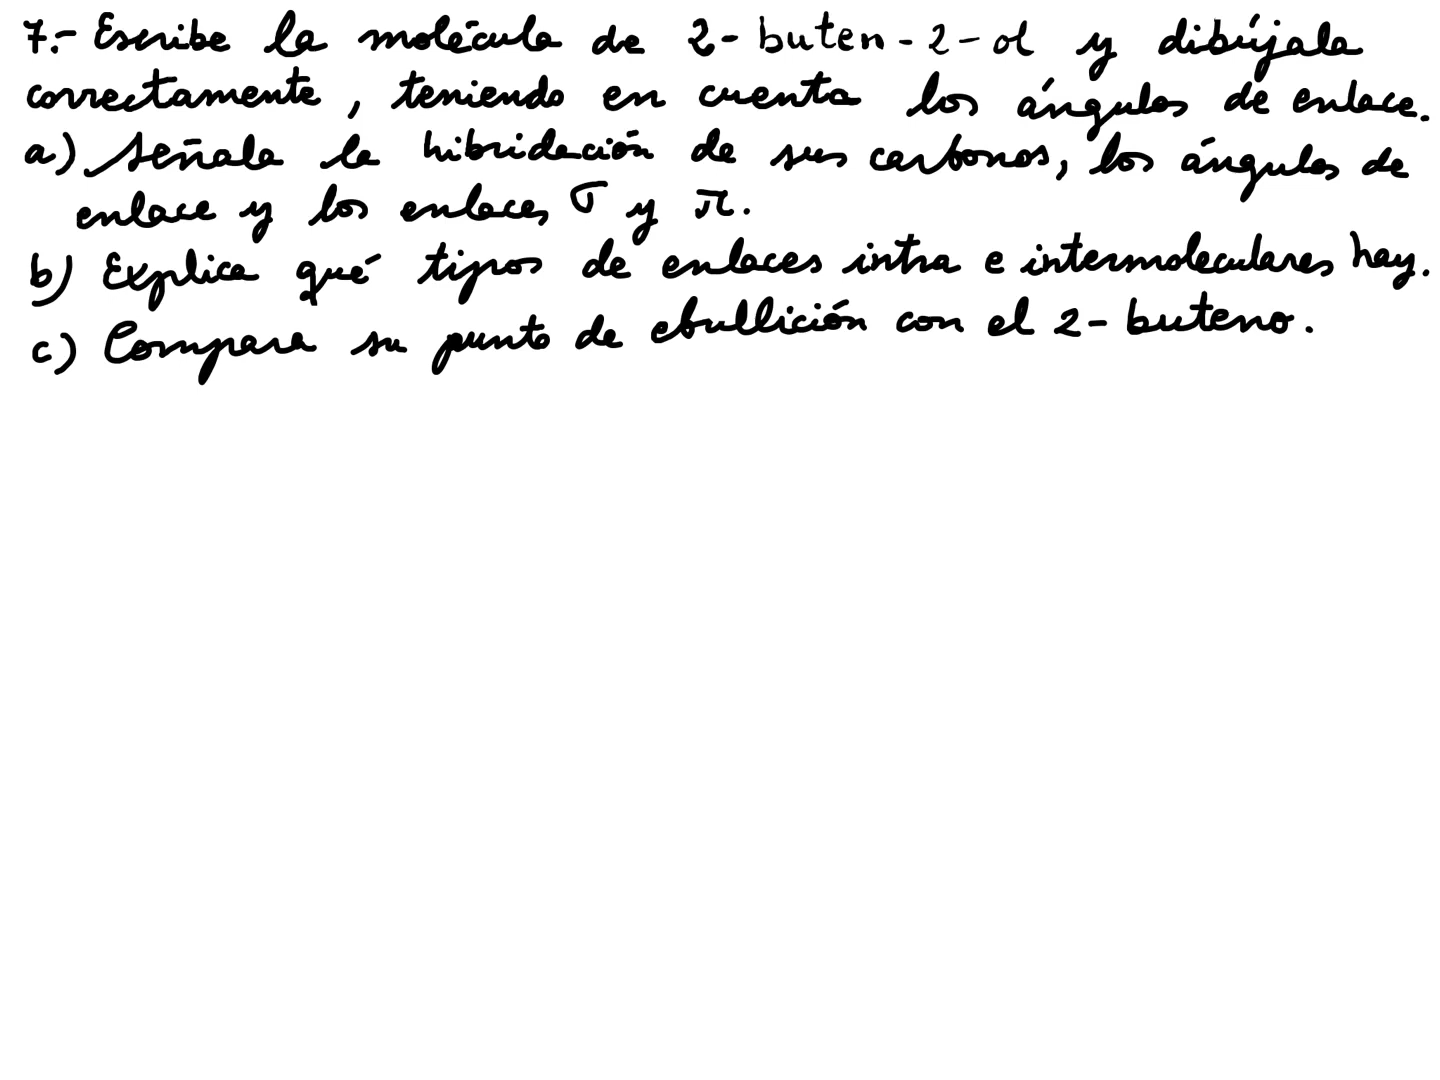 7.- Escribe la molécula de 2-buten-2-ol y dibújala
correctamente, teniendo en cuenta los ángulos de enlace.
a) Señala la hibridación de sus carbonos, los ángulos de
enlace y los enlaces σ y π.
b) Explica qué tipos de enlaces intra e intermoleculares hay.
c) Compara su punto de ebullición con el 2-buteno.